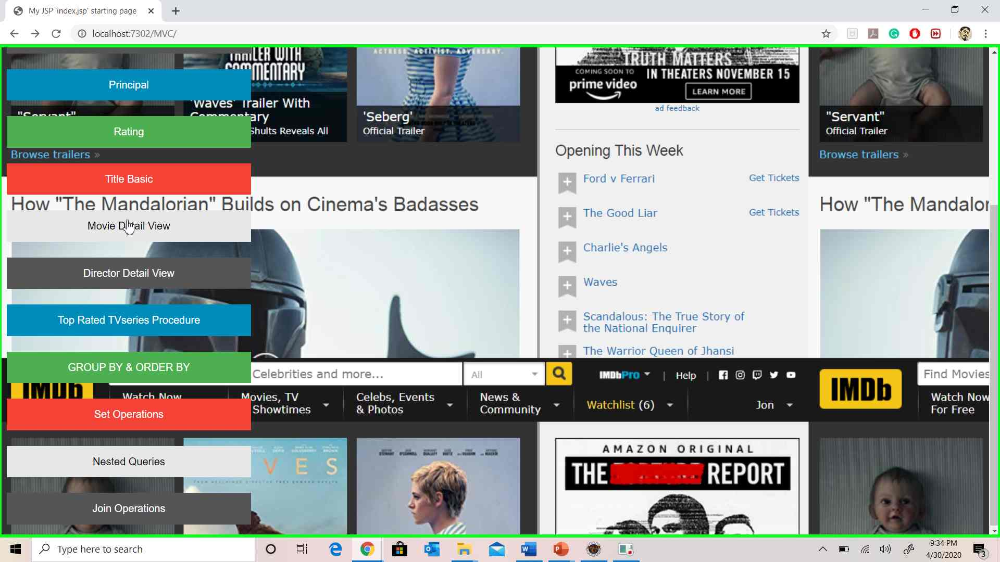 My JSP 'index.jsp' starting page
localhost:7302/MVC/
TRAILER WITH
COMMENTARY
'Waves' Trailer With
Commentary
Shults Reveals All
ACTRESS. ACTIVIST. ADVERSARY.
'Seberg'
Official Trailer
TRUTH MATTERS
COMING SOON TO
prime video
IN THEATERS NOVEMBER 15
LEARN MORE
ad feedback
"Servant"
"Servant"
Official Trailer
Principal
Rating
Browse trailers »
Browse trailers »
Title Basic
How "The Mandalorian" Builds on Cinema's Badasses
How "The Mandalor
Movie Detail View
Director Detail View
Top Rated TVseries Procedure
GROUP BY & ORDER BY
Set Operations
Nested Queries
Join Operations
Opening This Week
Ford v Ferrari Get Tickets
The Good Liar Get Tickets
Charlie's Angels
Waves
Scandalous: The True Story of
the National Enquirer
The Warrior Queen of Jhansi
IMDb
Celebrities and more...
All
IMDbPro
Help
IMDb
Find Movies
Watch Now
Movies, TV
Showtimes
Celebs, Events
& Photos
News &
Community
Watchlist (6)
Jon
Watch Now
For Free
VES
AMAZON ORIGINAL
THE REPORT
Type here to search
9:34 PM
4/30/2020
3